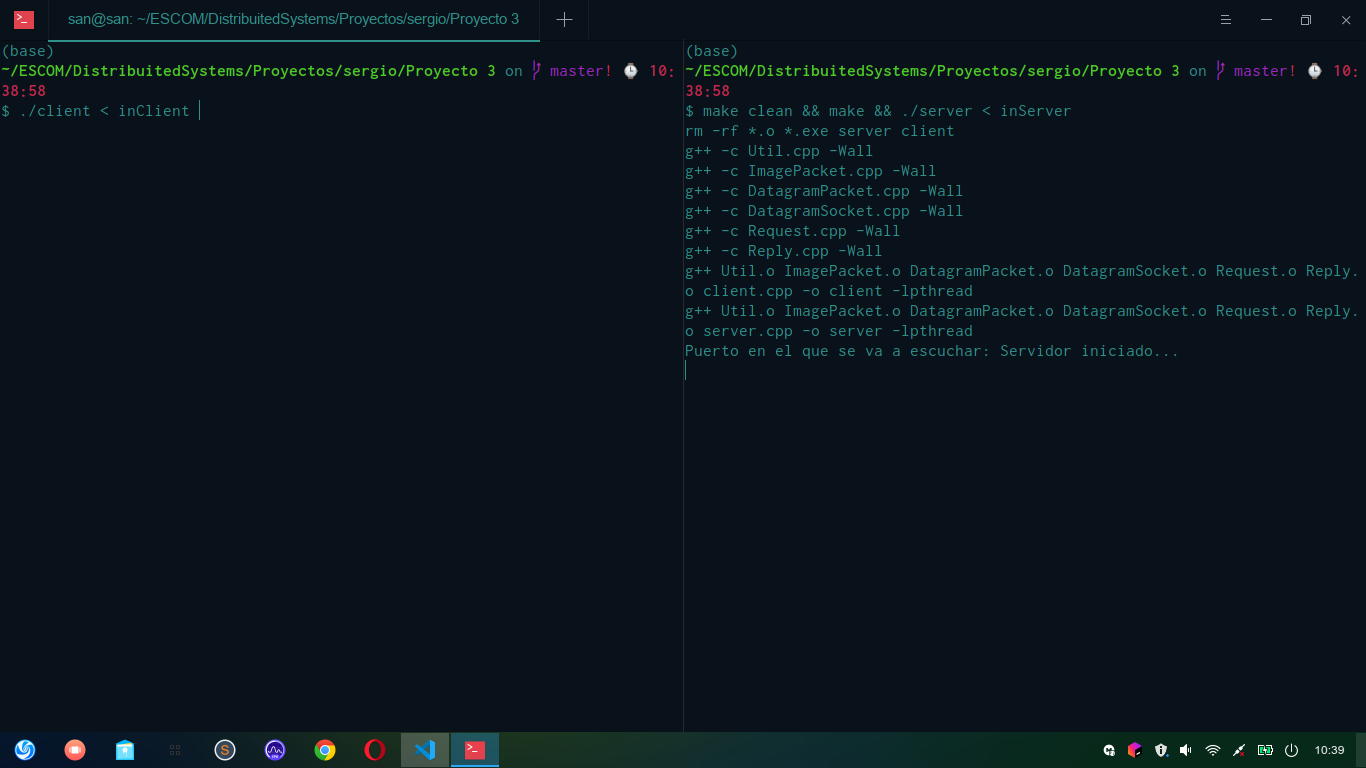 san@san: ~/ESCOM/DistribuitedSystems/Proyectos/sergio/Proyecto 3
(base)
~/ESCOM/DistribuitedSystems/Proyectos/sergio/Proyecto 3 on master! ⌚ 10:
38:58
$ ./client < inClient
(base)
~/ESCOM/DistribuitedSystems/Proyectos/sergio/Proyecto 3 on master! ⌚ 10:
38:58
$ make clean && make && ./server < inServer
rm -rf *.o *.exe server client
g++ -c Util.cpp -Wall
g++ -c ImagePacket.cpp -Wall
g++ -c DatagramPacket.cpp -Wall
g++ -c DatagramSocket.cpp -Wall
g++ -c Request.cpp -Wall
g++ -c Reply.cpp -Wall
g++ Util.o ImagePacket.o DatagramPacket.o DatagramSocket.o Request.o Reply.
o client.cpp -o client -lpthread
g++ Util.o ImagePacket.o DatagramPacket.o DatagramSocket.o Request.o Reply.
o server.cpp -o server -lpthread
Puerto en el que se va a escuchar: Servidor iniciado...
10:39